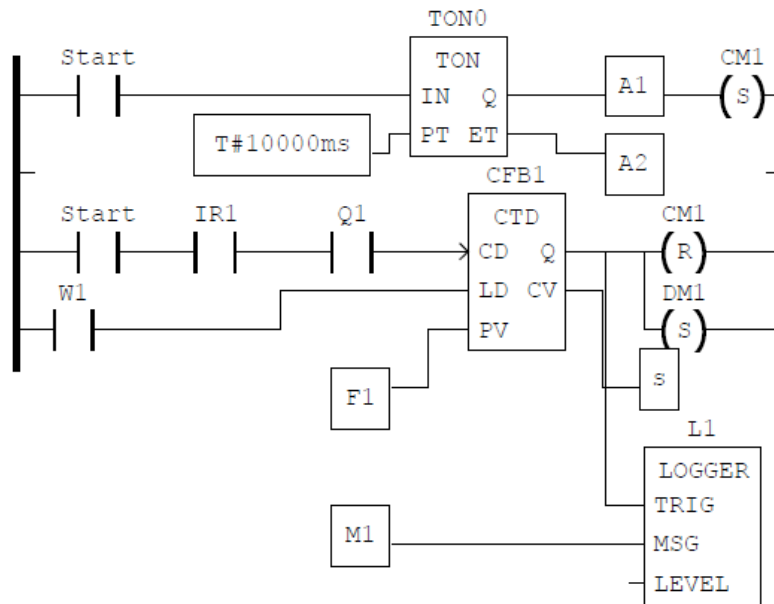 TON0
Start
TON
A1
CM1
IN Q
S
T#10000ms
PT ET
A2
CFB1
Start
IR1
Q1
CTD
CM1
CD Q
R
W1
LD CV
DM1
S
PV
F1
s
L1
LOGGER
TRIG
M1
MSG
LEVEL